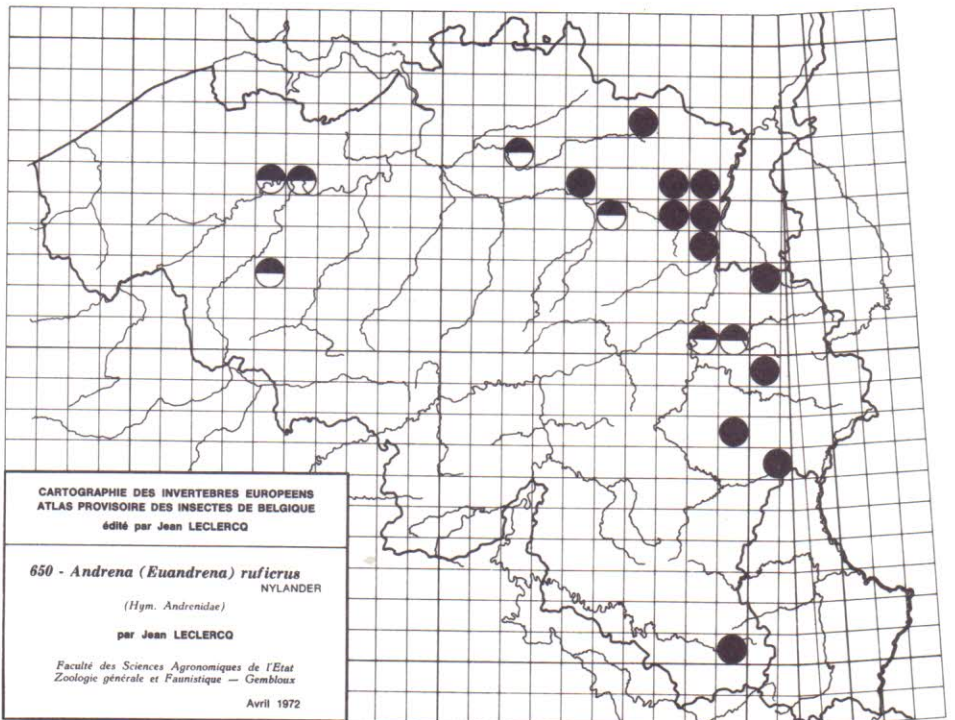 CARTOGRAPHIE DES INVERTEBRES EUROPEENS
ATLAS PROVISOIRE DES INSECTES DE BELGIQUE
édité par Jean LECLERCQ
650 - Andrena (Euandrena) ruficrus
NYLANDER
(Hym. Andrenidae)
par Jean LECLERCQ
Faculté des Sciences Agronomiques de l'Etat
Zoologie générale et Faunistique — Gembloux
Avril 1972